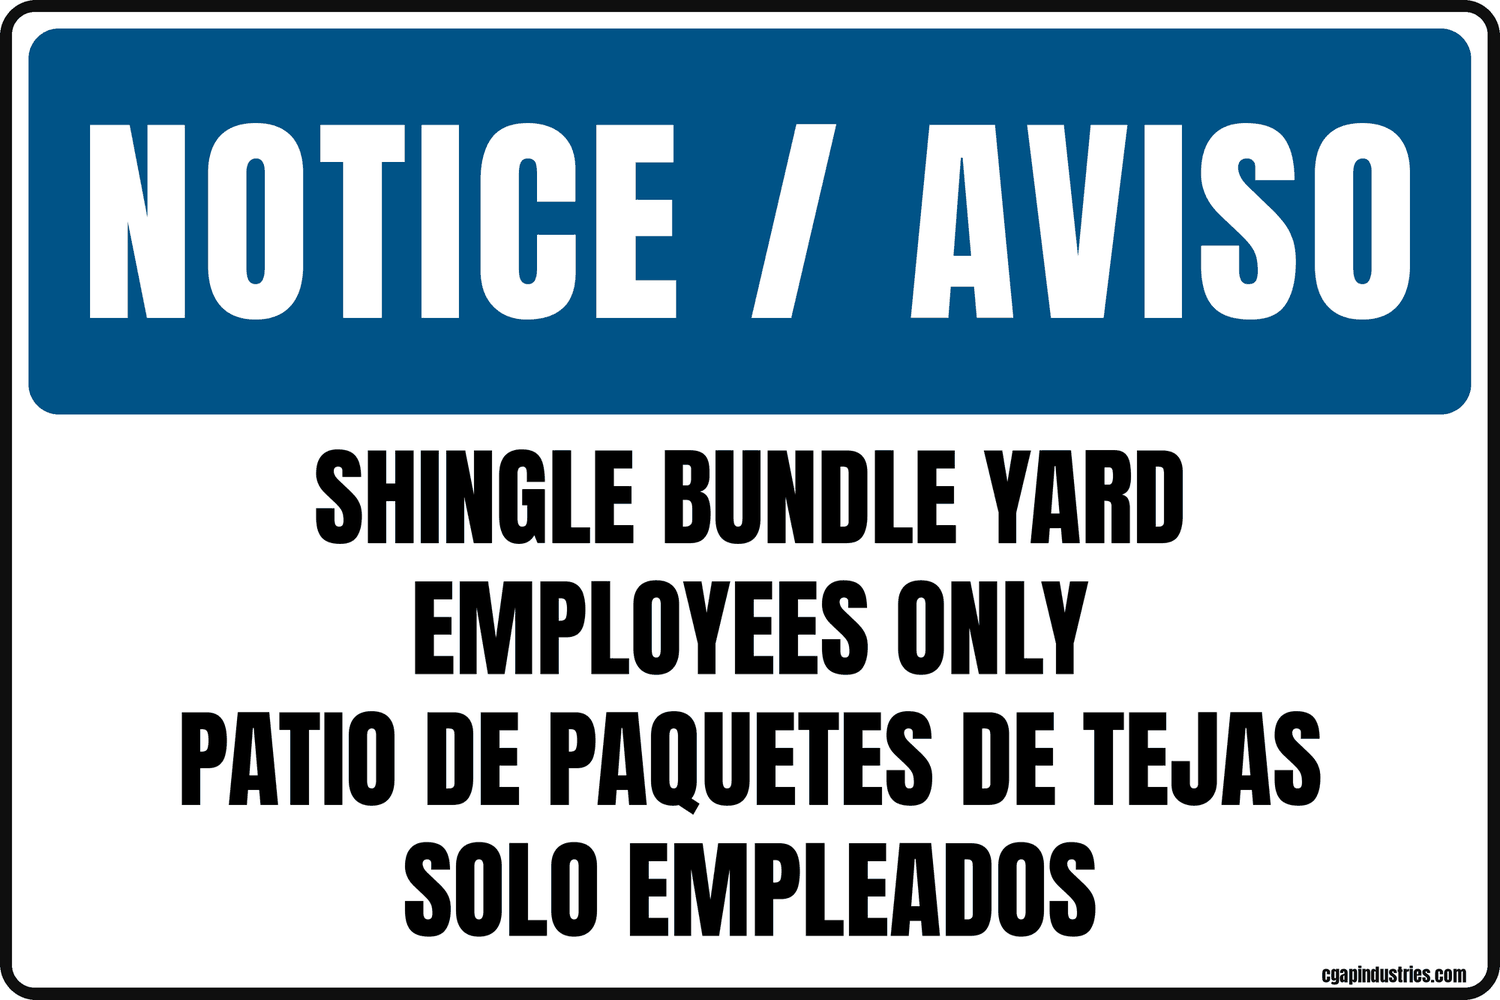 NOTICE / AVISO
SHINGLE BUNDLE YARD
EMPLOYEES ONLY
PATIO DE PAQUETES DE TEJAS
SOLO EMPLEADOS
cgapindustries.com